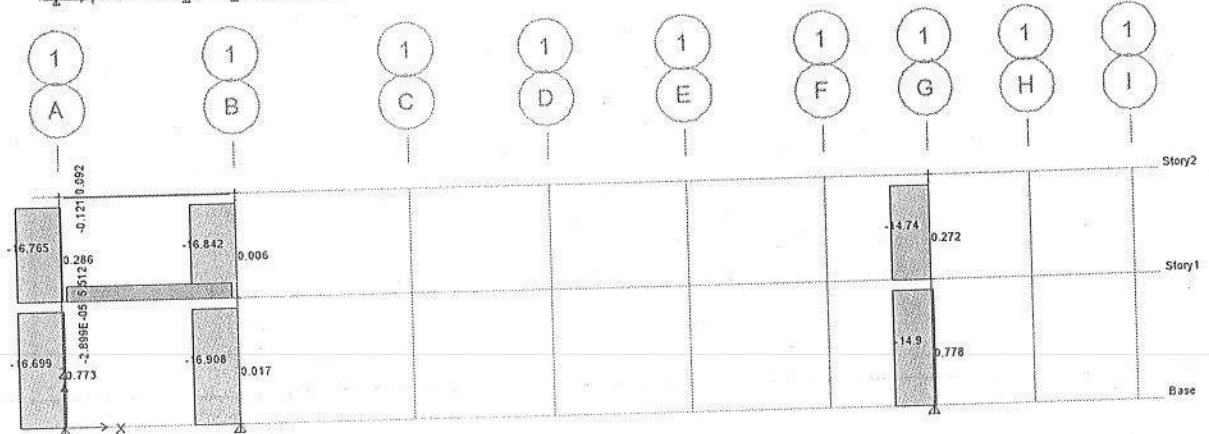 1 1 1 1 1 1 1 1 1
A B C D E F G H I
Story2
-0.121 0.092
-16.765
0.286
-16.842
0.006
-14.74
0.272
Story1
-2.899E-05 5.512
-16.699
0.773
-16.908
0.017
-14.9
0.778
Base
Z
X